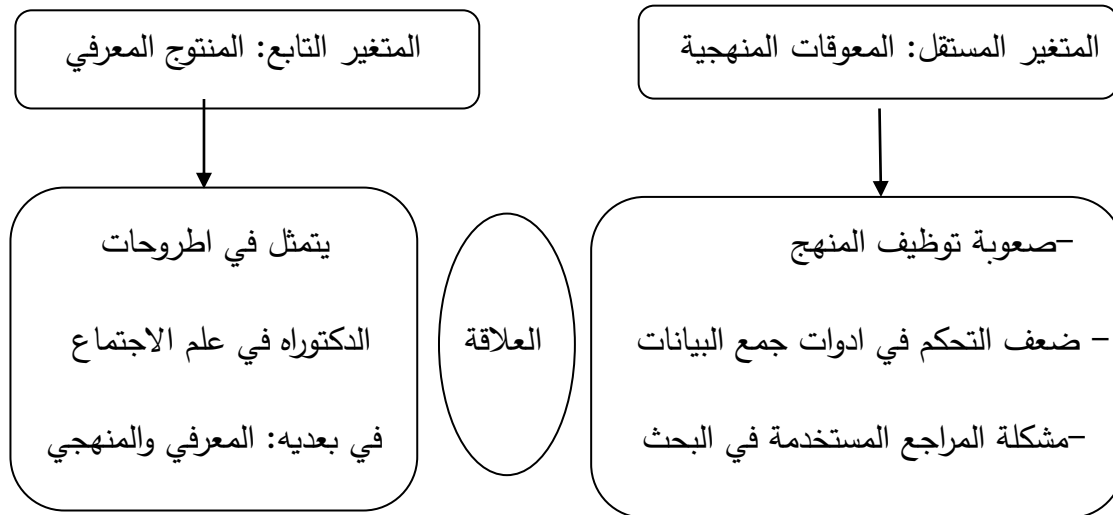 المتغير المستقل: المعوقات المنهجية
المتغير التابع: المنتوج المعرفي
-صعوبة توظيف المنهج
- ضعف التحكم في ادوات جمع البيانات
-مشكلة المراجع المستخدمة في البحث
العلاقة
يتمثل في اطروحات
الدكتوراه في علم الاجتماع
في بعديه: المعرفي والمنهجي